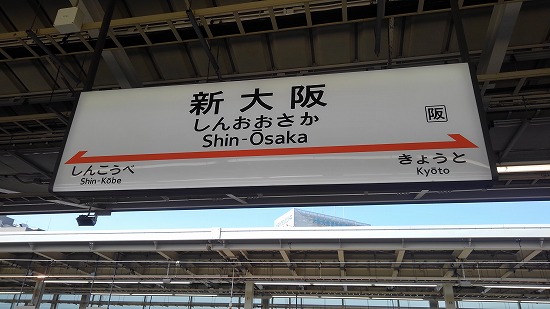 新大阪
しんおおさか
Shin-Ōsaka
阪
しんこうべ
Shin-Kōbe
きょうと
Kyōto